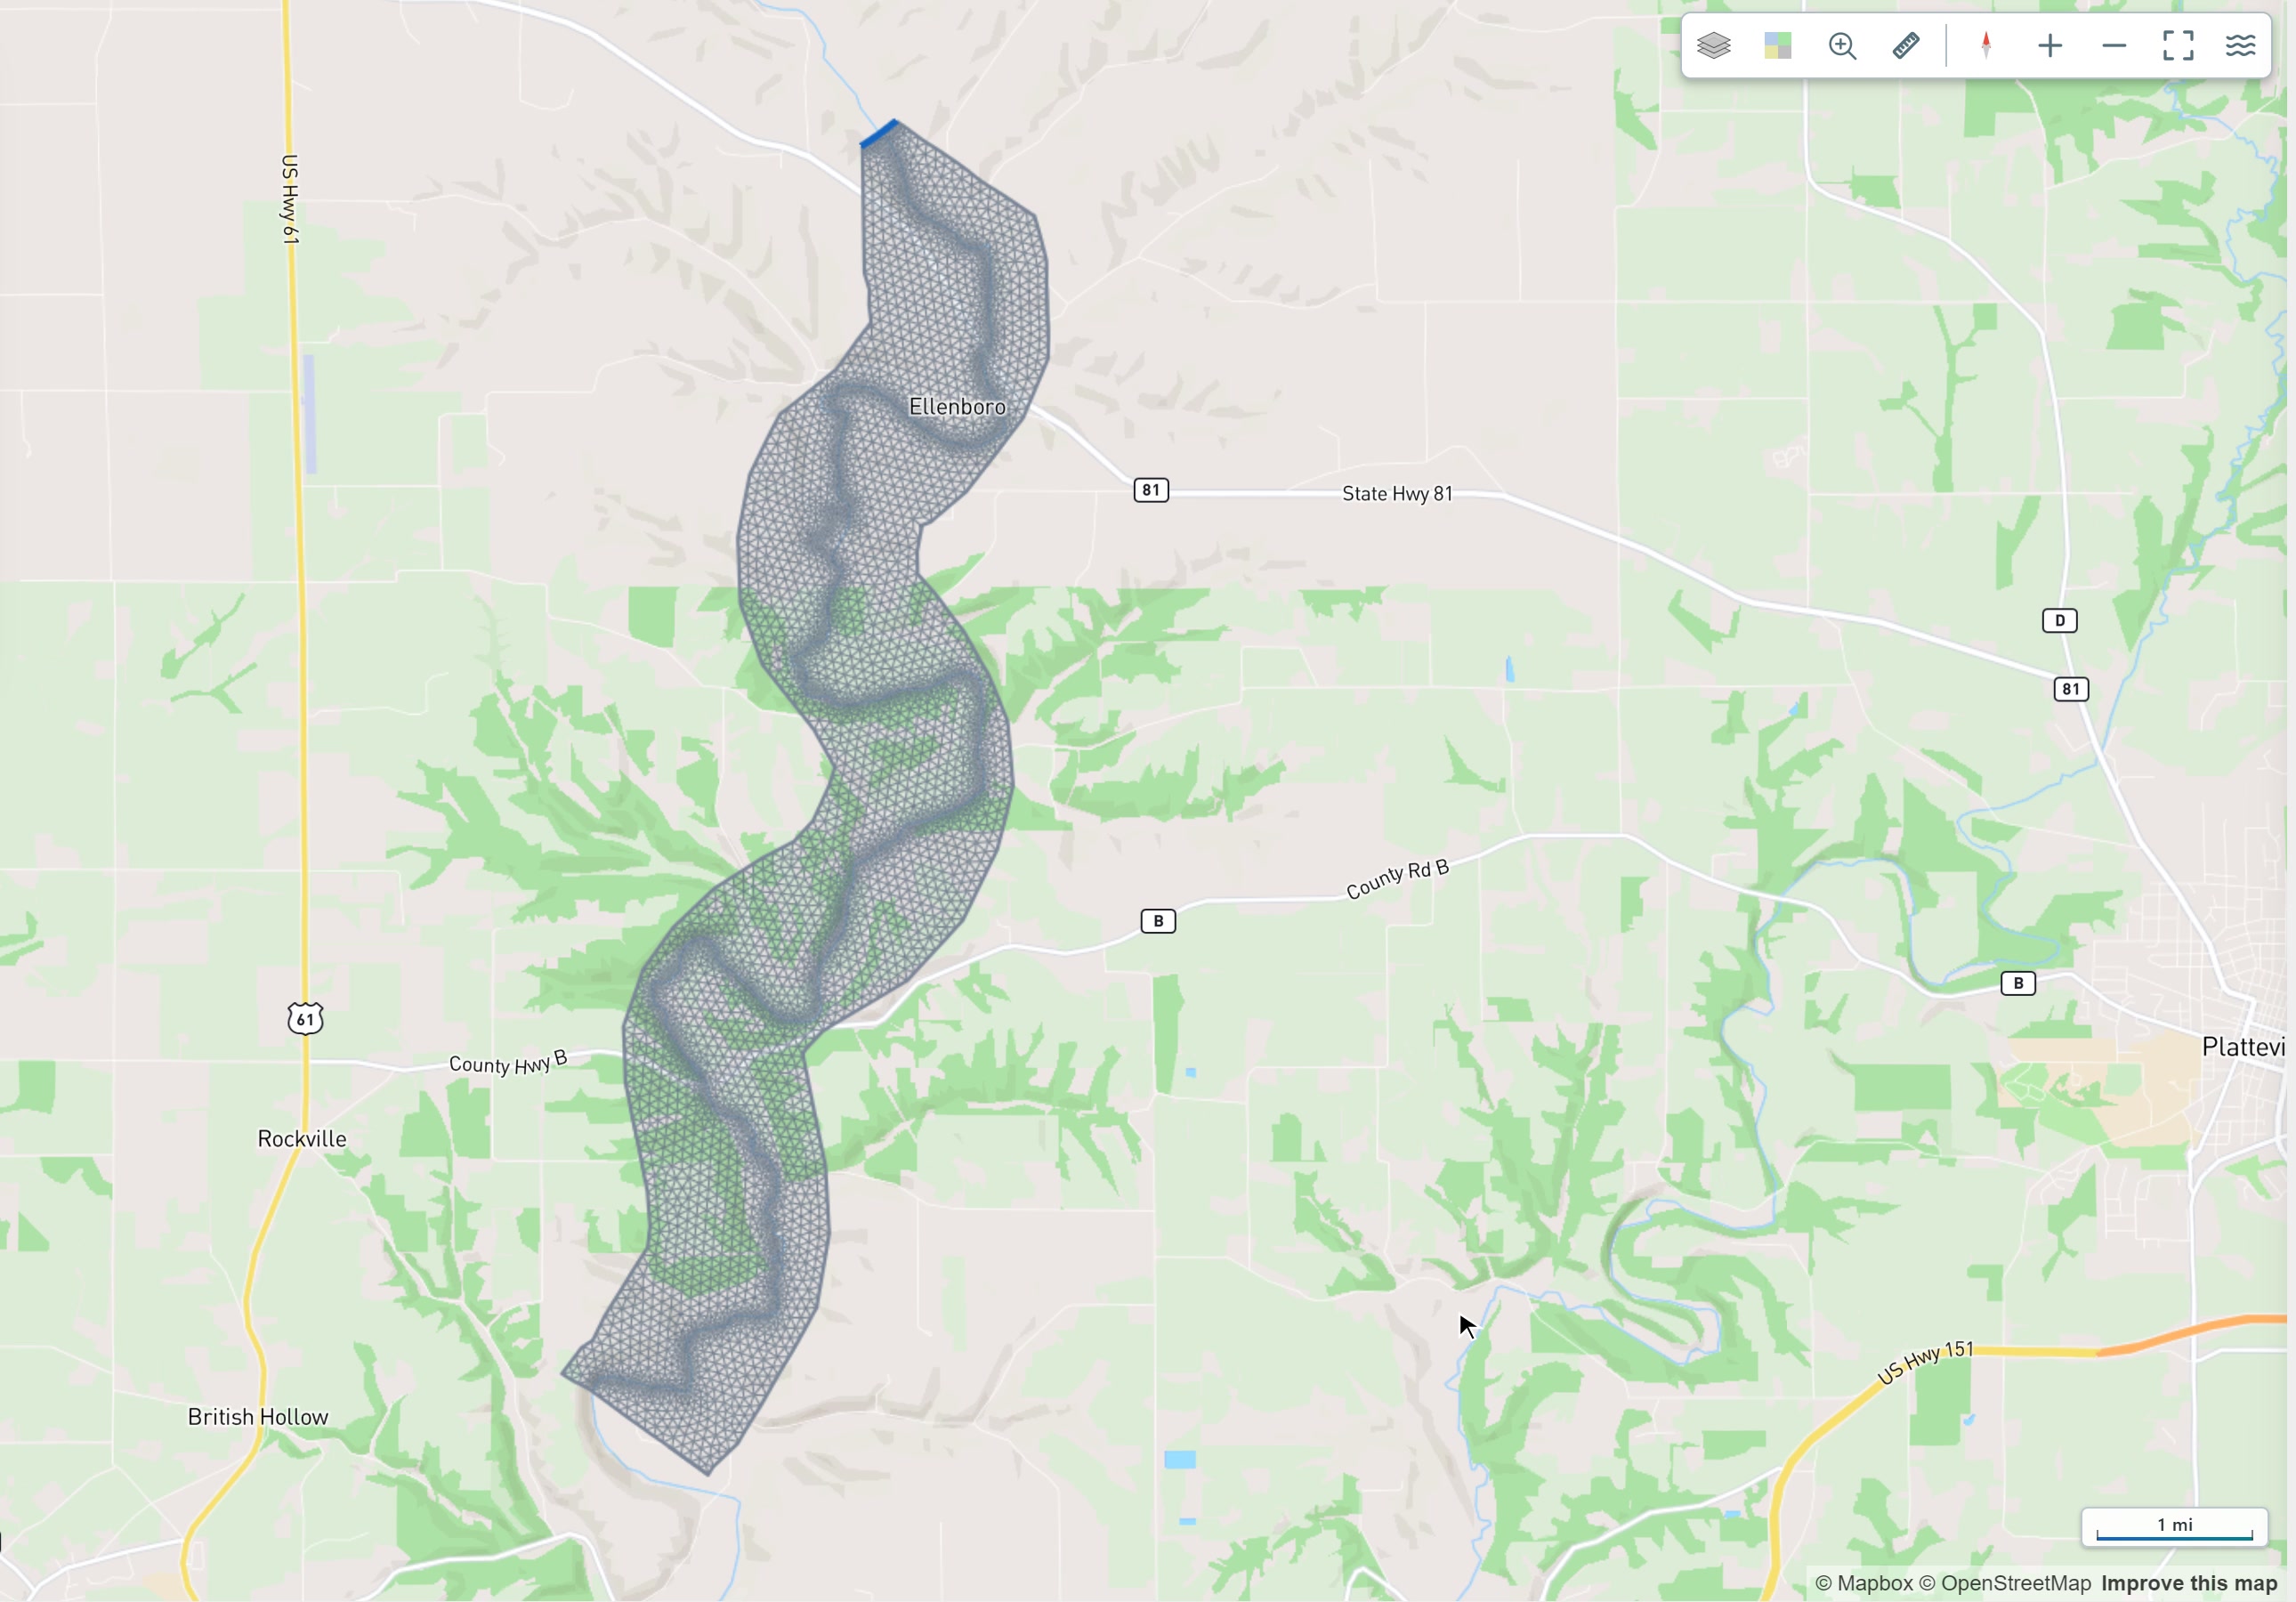 US Hwy 61
Ellenboro
81
State Hwy 81
D
81
County Rd B
B
B
61
Plattevi
County Hwy B
Rockville
US Hwy 151
British Hollow
1 mi
© Mapbox © OpenStreetMap Improve this map